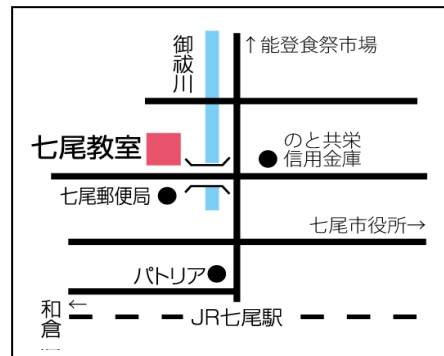 ↑能登食祭市場
御祓川
七尾教室
のと共栄
信用金庫
七尾郵便局
七尾市役所→
パトリア
←
和倉
JR七尾駅